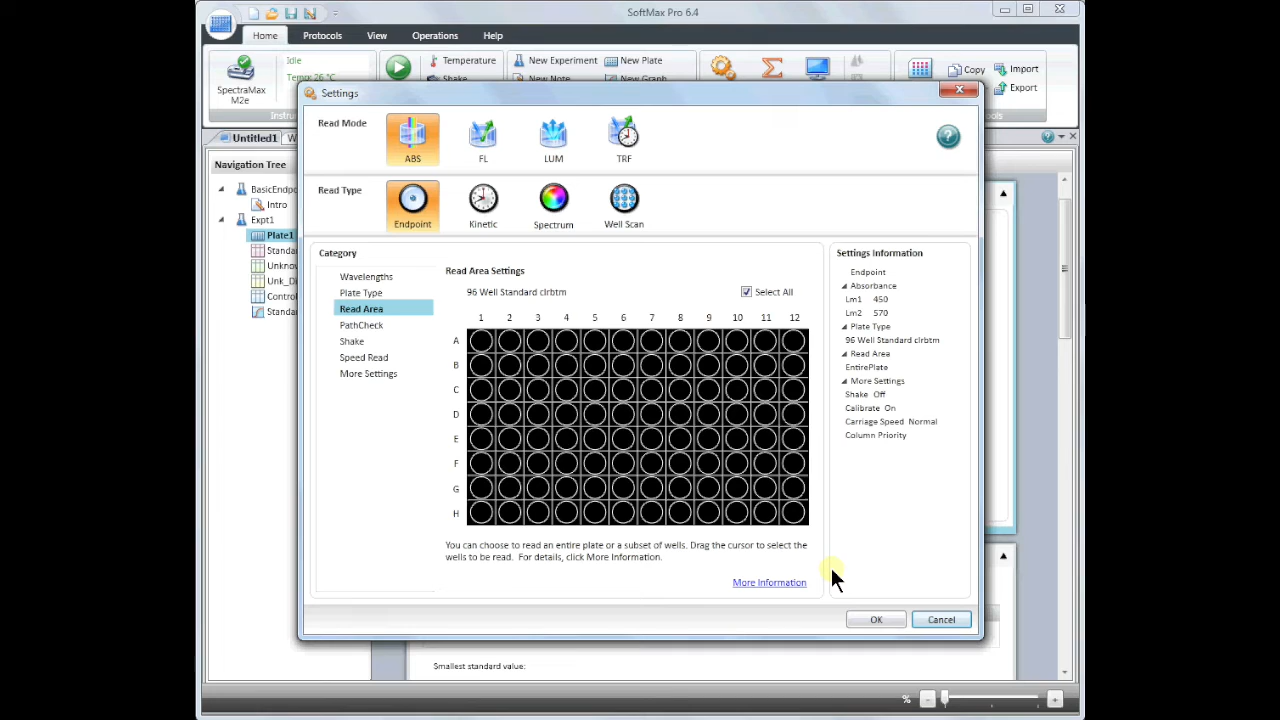 SoftMax Pro 6.4
Home Protocols View Operations Help
Idle
Temp: 26 °C
SpectraMax
M2e
Temperature
Shake
New Experiment New Plate
New Note New Graph
Copy Import
Export
Settings
Untitled1
Navigation Tree
Intro
Expt1
Plate1
Read Mode
ABS FL LUM TRF
Read Type
Endpoint Kinetic Spectrum Well Scan
Category
Wavelengths
Plate Type
Read Area
PathCheck
Shake
Speed Read
More Settings
Read Area Settings
96 Well Standard clrbtm
Select All
1 2 3 4 5 6 7 8 9 10 11 12
A
B
C
D
E
F
G
H
You can choose to read an entire plate or a subset of wells. Drag the cursor to select the
wells to be read. For details, click More Information.
More Information
Settings Information
Endpoint
Absorbance
Lm1 450
Lm2 570
Plate Type
96 Well Standard clrbtm
Read Area
EntirePlate
More Settings
Shake Off
Calibrate On
Carriage Speed Normal
Column Priority
OK Cancel
Smallest standard value:
%